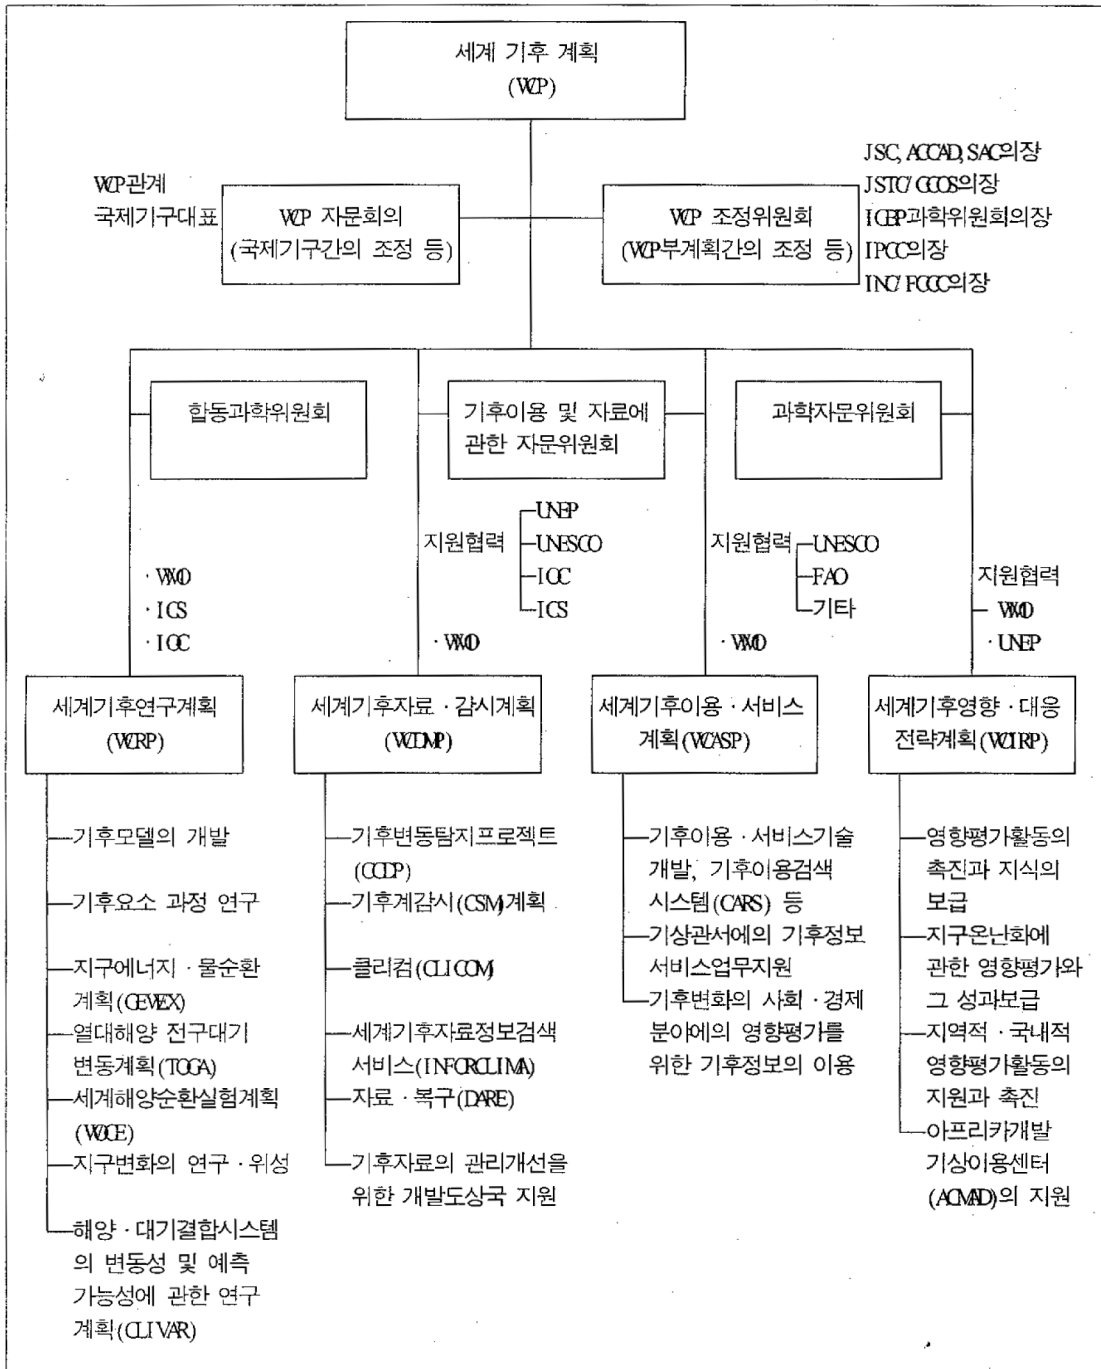 세계 기후 계획
(WCP)
WCP관계
국제기구대표
WCP 자문회의
(국제기구간의 조정 등)
WCP 조정위원회
(WCP부계획간의 조정 등)
JSC, ACCAD, SAC의장
JSTC/GCOS의장
IGBP과학위원회의장
IPCC의장
INC/FCCC의장
합동과학위원회
기후이용 및 자료에
관한 자문위원회
과학자문위원회
· WMO
· ICS
· IOC
지원협력
UNEP
UNESCO
IOC
ICS
· WMO
지원협력
UNESCO
FAO
기타
· WMO
지원협력
WMO
· UNEP
세계기후연구계획
(WCRP)
세계기후자료 · 감시계획
(WCDMP)
세계기후이용 · 서비스
계획(WCASP)
세계기후영향 · 대응
전략계획(WCIRP)
기후모델의 개발
기후요소 과정 연구
지구에너지 · 물순환
계획(GEWEX)
열대해양 전구대기
변동계획(TOGA)
세계해양순환실험계획
(WOCE)
지구변화의 연구 · 위성
해양 · 대기결합시스템
의 변동성 및 예측
가능성에 관한 연구
계획(CLIVAR)
기후변동탐지프로젝트
(CCDP)
기후계감시(CSM)계획
클리컴(CLICOM)
세계기후자료정보검색
서비스(INFORCLIMA)
자료 · 복구(DARE)
기후자료의 관리개선을
위한 개발도상국 지원
기후이용 · 서비스기술
개발, 기후이용검색
시스템(CARS) 등
기상관서에의 기후정보
서비스업무지원
기후변화의 사회 · 경제
분야에의 영향평가를
위한 기후정보의 이용
영향평가활동의
촉진과 지식의
보급
지구온난화에
관한 영향평가와
그 성과보급
지역적 · 국내적
영향평가활동의
지원과 촉진
아프리카개발
기상이용센터
(ACMAD)의 지원